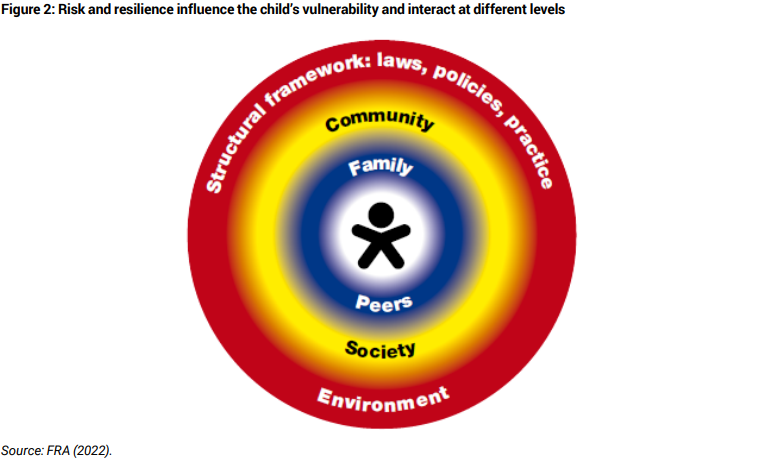 Figure 2: Risk and resilience influence the child’s vulnerability and interact at different levels
Structural framework: laws, policies, practice
Community
Family
Peers
Society
Environment
Source: FRA (2022).